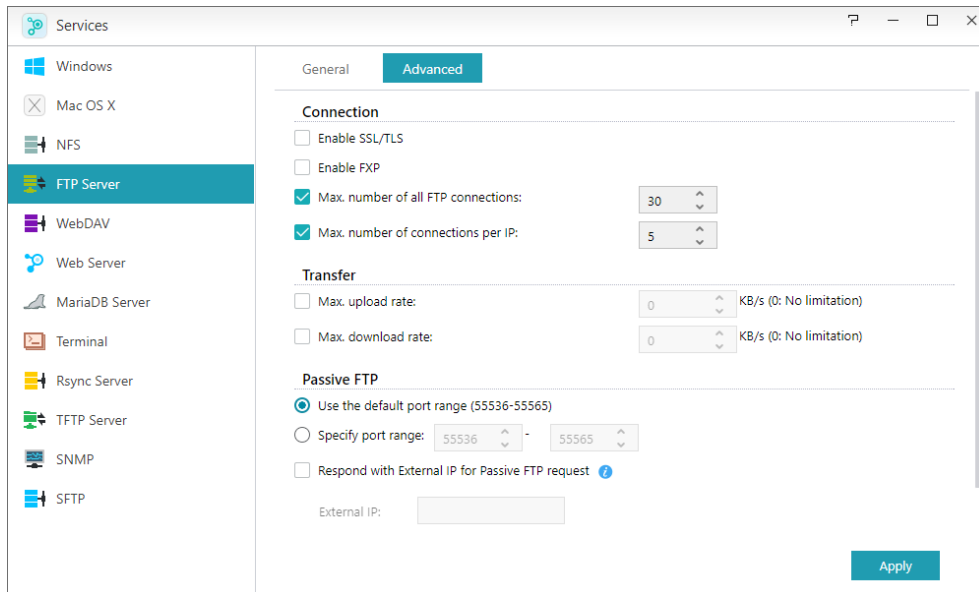 Services
Windows
Mac OS X
NFS
FTP Server
WebDAV
Web Server
MariaDB Server
Terminal
Rsync Server
TFTP Server
SNMP
SFTP
General Advanced
Connection
Enable SSL/TLS
Enable FXP
Max. number of all FTP connections: 30
Max. number of connections per IP: 5
Transfer
Max. upload rate: 0 KB/s (0: No limitation)
Max. download rate: 0 KB/s (0: No limitation)
Passive FTP
Use the default port range (55536-55565)
Specify port range: 55536 - 55565
Respond with External IP for Passive FTP request i
External IP:
Apply